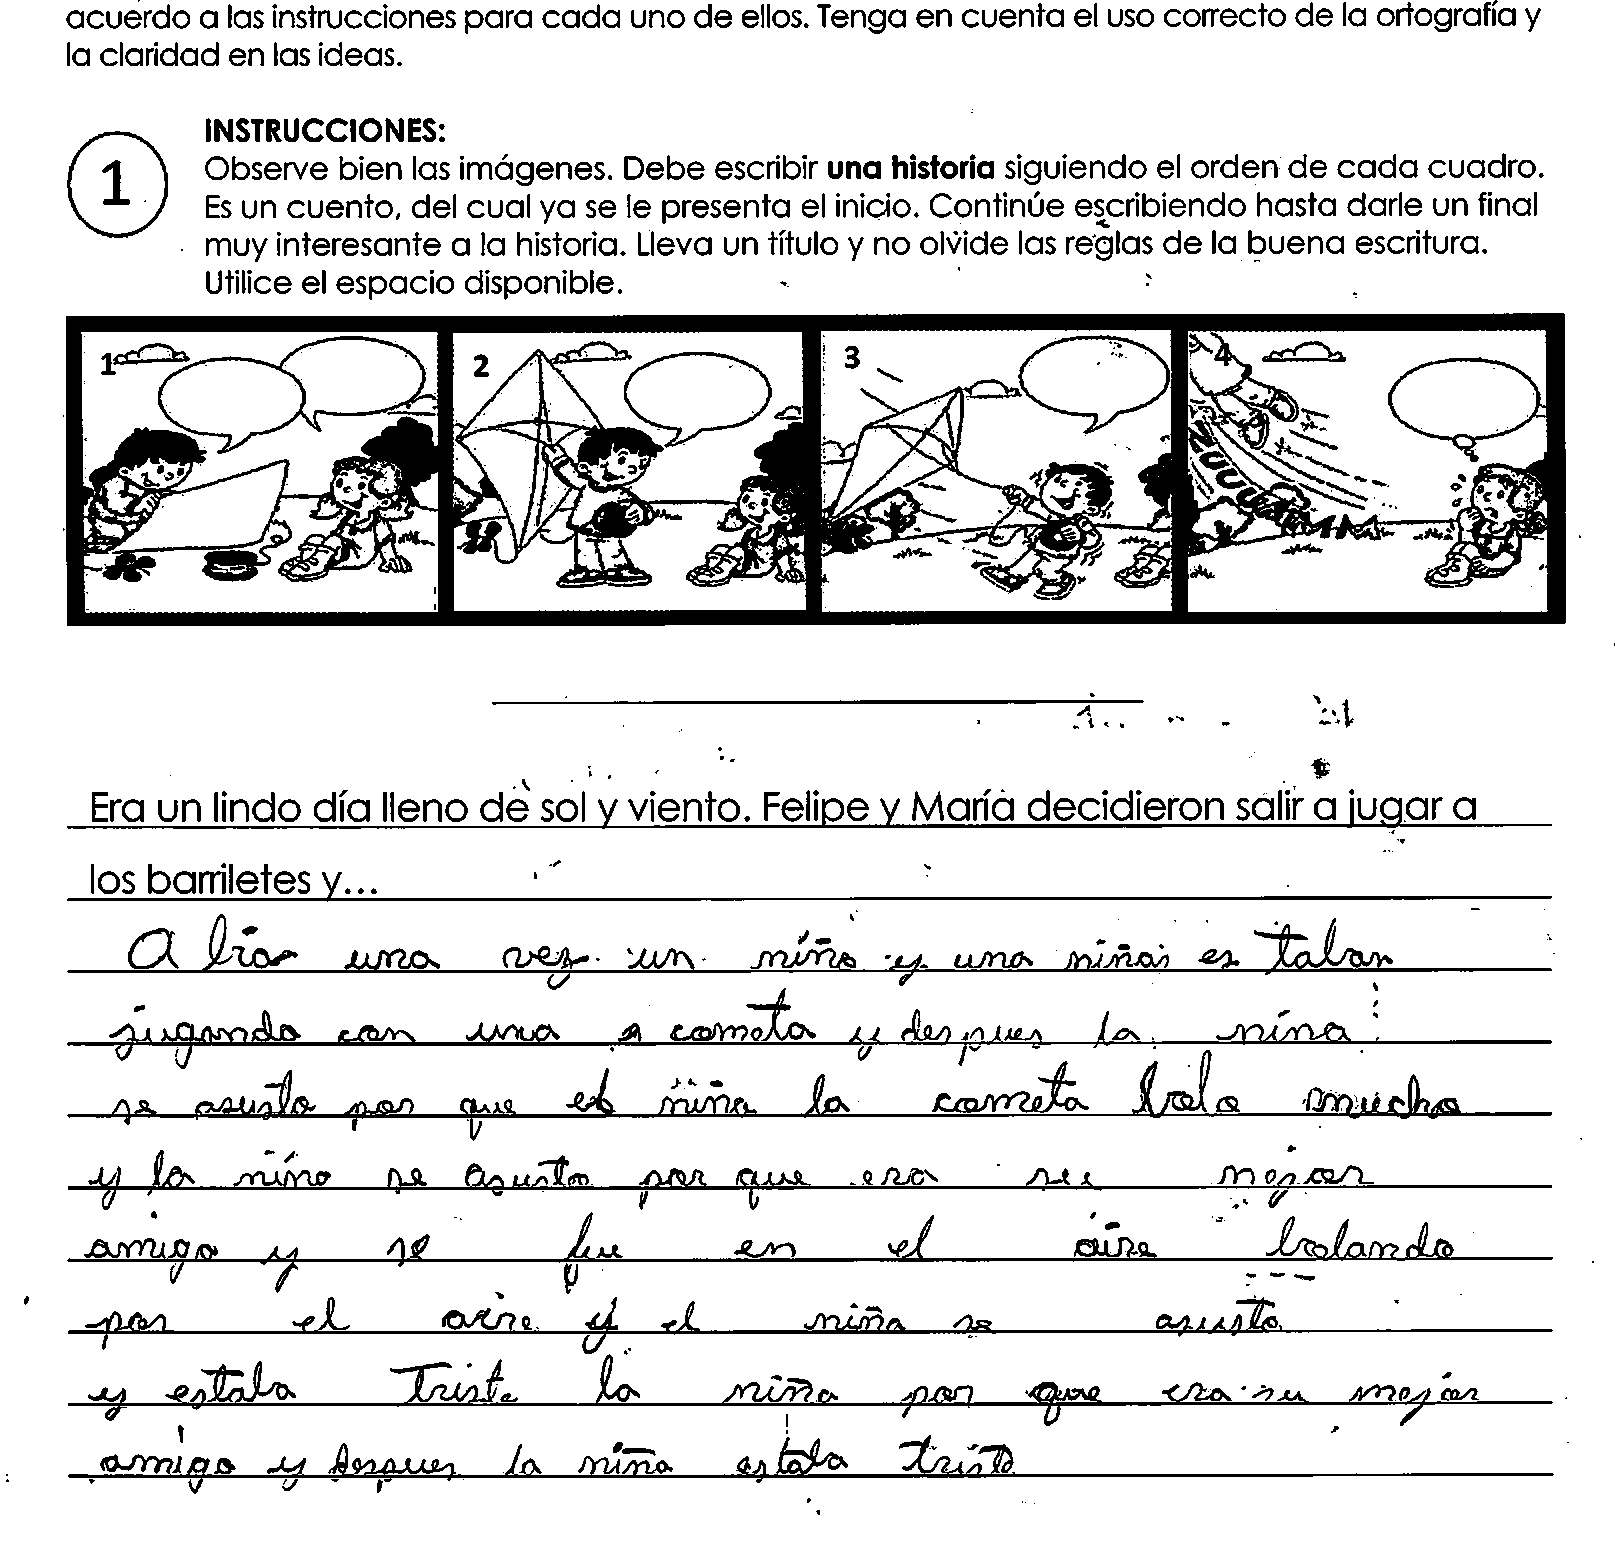 acuerdo a las instrucciones para cada uno de ellos. Tenga en cuenta el uso correcto de la ortografía y
la claridad en las ideas.
1
INSTRUCCIONES:
Observe bien las imágenes. Debe escribir una historia siguiendo el orden de cada cuadro.
Es un cuento, del cual ya se le presenta el inicio. Continúe escribiendo hasta darle un final
muy interesante a la historia. Lleva un título y no olvide las reglas de la buena escritura.
Utilice el espacio disponible.
1 2 3 4
ZUUUUMMM
Era un lindo día lleno de sol y viento. Felipe y María decidieron salir a jugar a
los barriletes y...
A bia una vez un niño y una niña es taban
jugando con una cometa y despues la niña
se asusto por que el niño la cometa bolo mucho
y la niño se asusto por que era su mejor
amigo y se fue en el aire bolando
por el aire y el niña se asusto
y estaba triste la niña por que era su mejor
amigo y despues la niña estaba triste